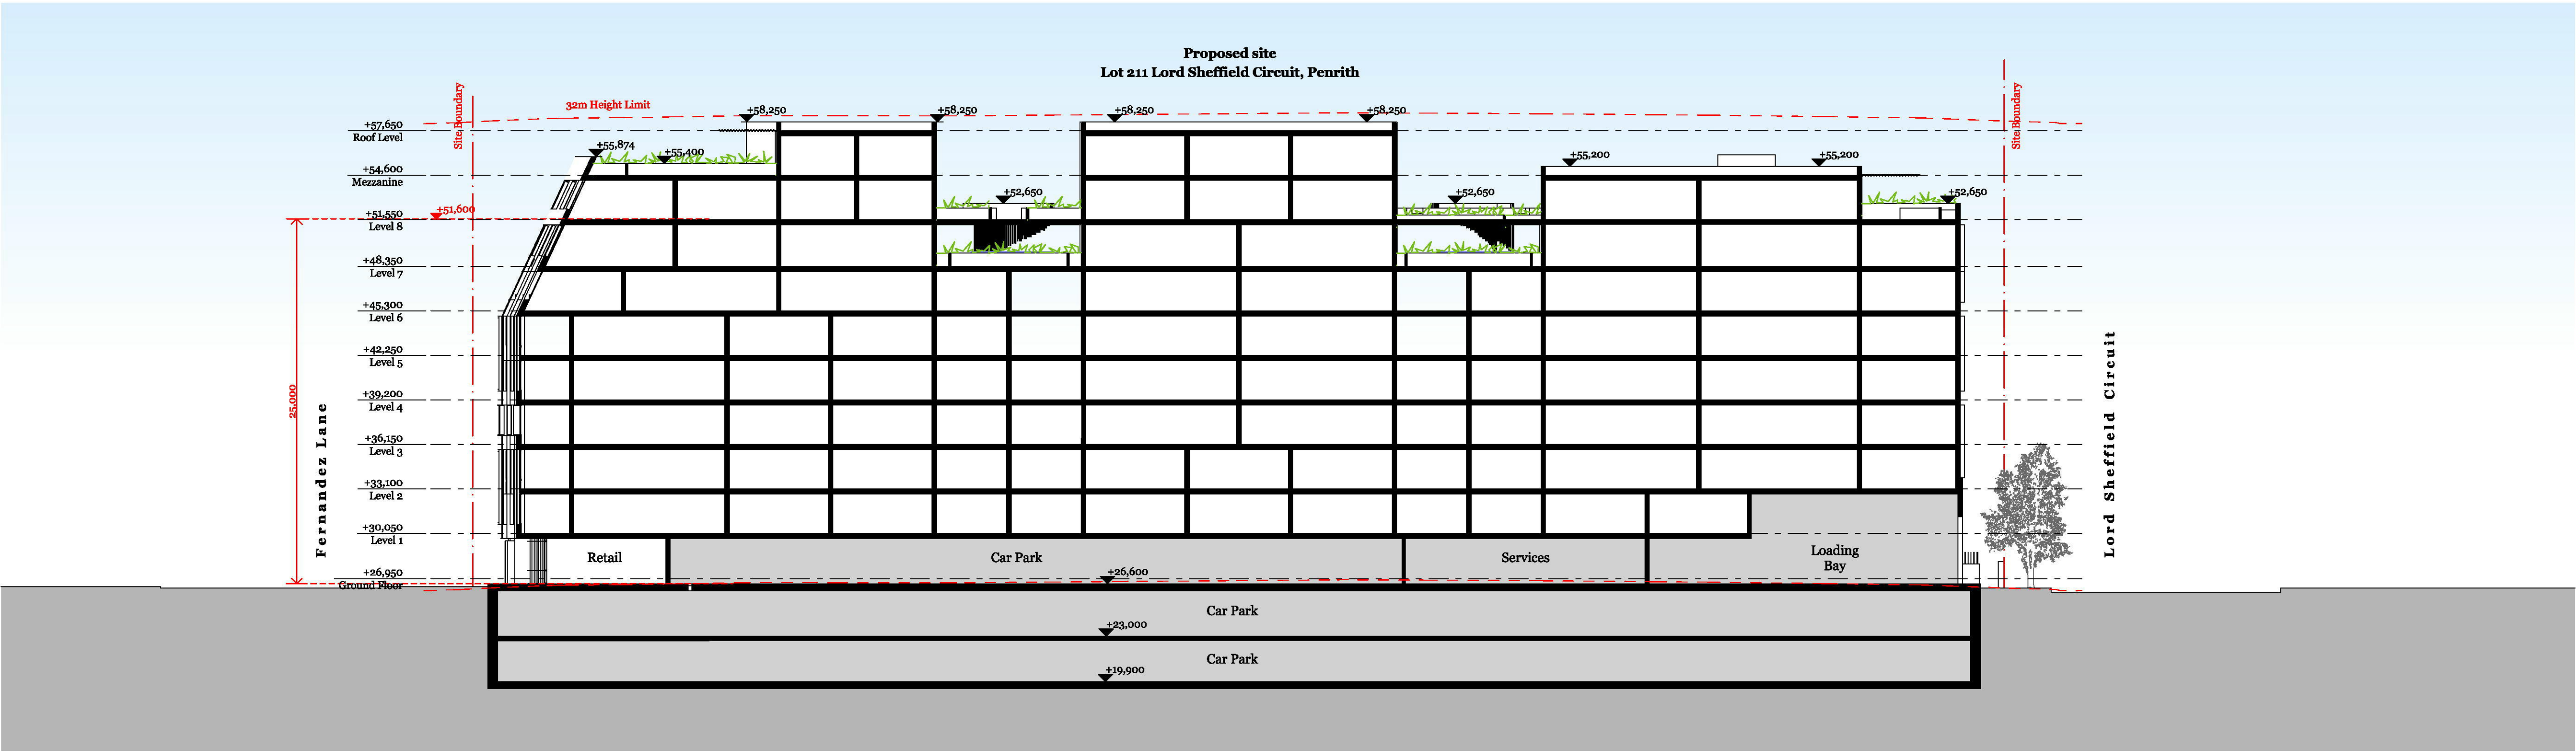 Proposed site
Lot 211 Lord Sheffield Circuit, Penrith
Site Boundary
32m Height Limit
+58,250
+58,250
+58,250
+58,250
Site Boundary
+57,650
Roof Level
+55,874
+55,400
+55,200
+55,200
+54,600
Mezzanine
+52,650
+52,650
+52,650
+51,550
Level 8
+51,600
+48,350
Level 7
+45,300
Level 6
+42,250
Level 5
25,000
+39,200
Level 4
Fernandez Lane
Lord Sheffield Circuit
+36,150
Level 3
+33,100
Level 2
+30,050
Level 1
Retail
Car Park
Services
Loading
Bay
+26,950
Ground Floor
+26,600
Car Park
+23,000
Car Park
+19,900